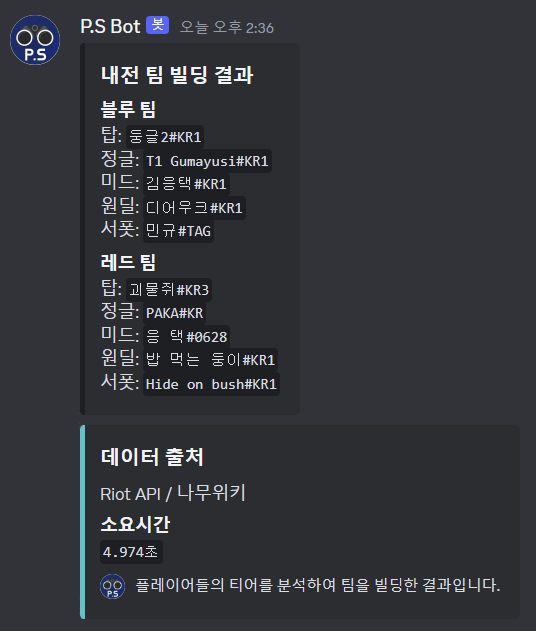 P.S
P.S Bot 봇 오늘 오후 2:36
내전 팀 빌딩 결과
블루 팀
탑: 둥글2#KR1
정글: T1 Gumayusi#KR1
미드: 김응택#KR1
원딜: 디어우크#KR1
서폿: 민규#TAG
레드 팀
탑: 괴물쥐#KR3
정글: PAKA#KR
미드: 응 택#0628
원딜: 밥 먹는 둥이#KR1
서폿: Hide on bush#KR1
데이터 출처
Riot API / 나무위키
소요시간
4.974초
P.S 플레이어들의 티어를 분석하여 팀을 빌딩한 결과입니다.